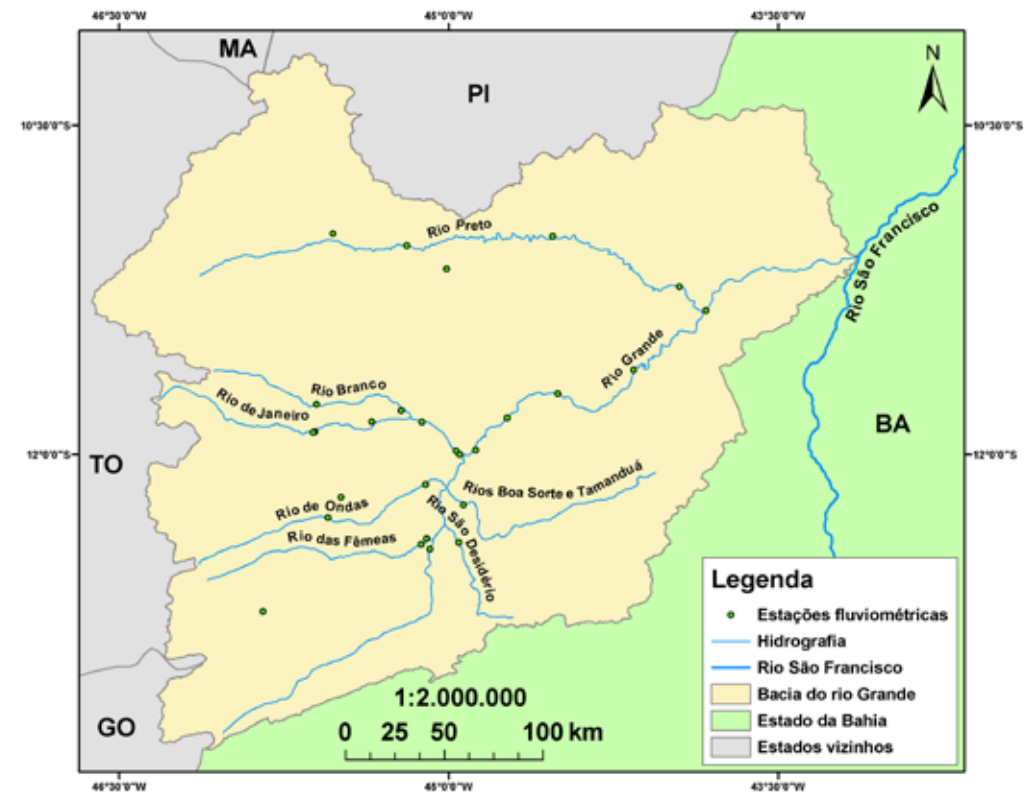 46°30'0"W 45°0'0"W 43°30'0"W
MA
PI
N
10°30'0"S 10°30'0"S
Rio Preto
Rio São Francisco
Rio Grande
Rio Branco
Rio de Janeiro
BA
TO
12°0'0"S 12°0'0"S
Rios Boa Sorte e Tamanduá
Rio de Ondas
Rio São Desidério
Rio das Fêmeas
Legenda
Estações fluviométricas
Hidrografia
Rio São Francisco
Bacia do rio Grande
Estado da Bahia
Estados vizinhos
1:2.000.000
0 25 50 100 km
GO
46°30'0"W 45°0'0"W 43°30'0"W